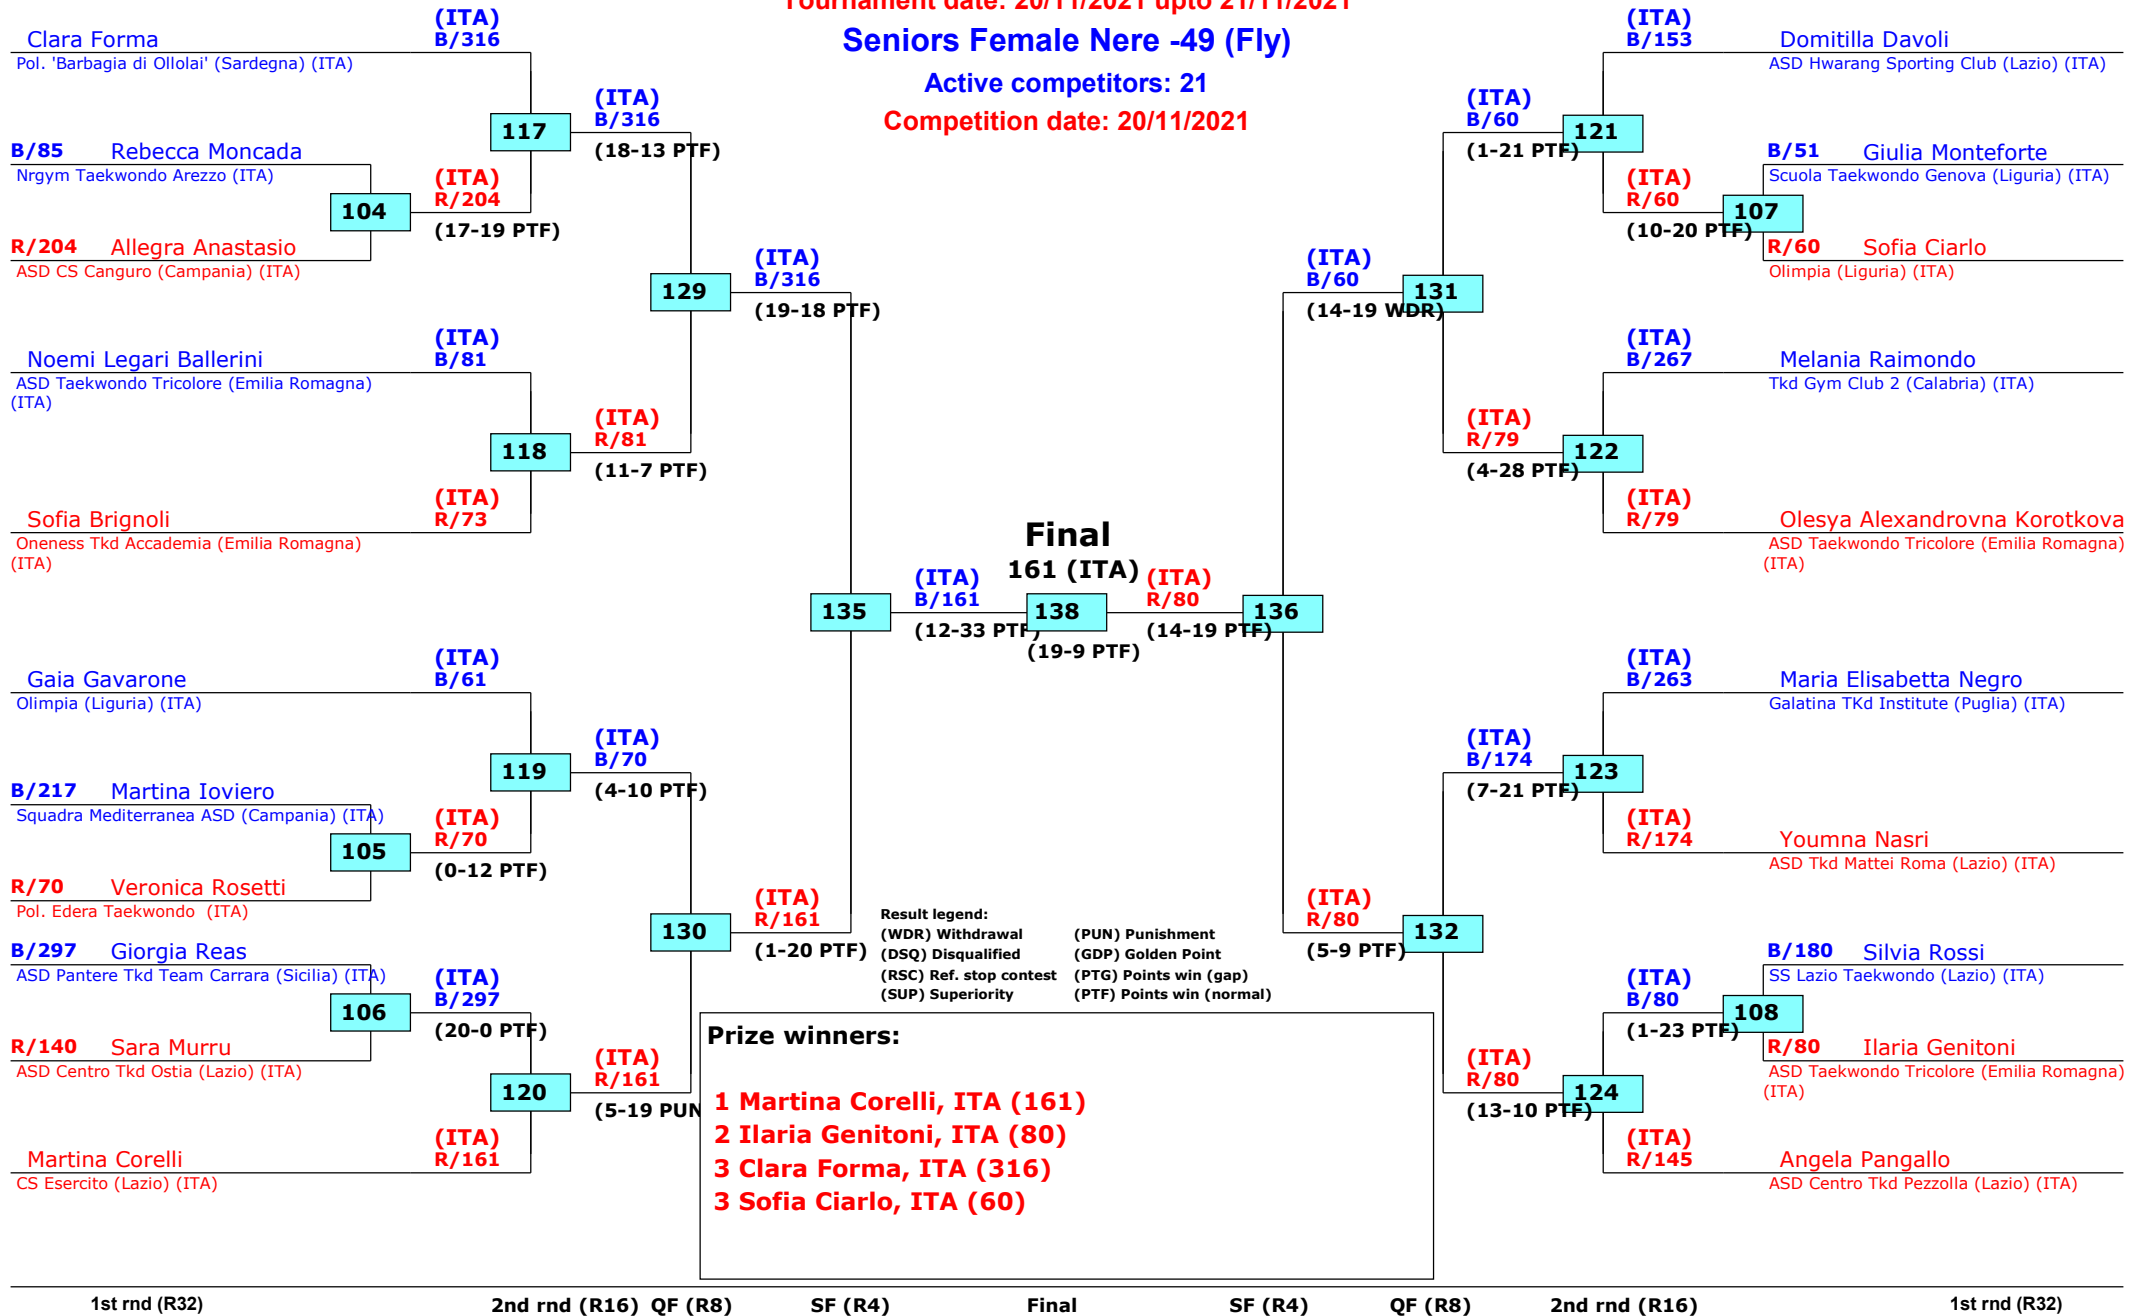 Tournament date: 20/11/2021 upto 21/11/2021
Seniors Female Nere -49 (Fly)
Active competitors: 21
Competition date: 20/11/2021
Clara Forma
Pol. 'Barbagia di Ollolai' (Sardegna) (ITA)
(ITA)
B/316
117
(ITA)
B/316
(18-13 PTF)
B/85 Rebecca Moncada
Nrgym Taekwondo Arezzo (ITA)
104
(ITA)
R/204
(17-19 PTF)
R/204 Allegra Anastasio
ASD CS Canguro (Campania) (ITA)
129
(ITA)
B/316
(19-18 PTF)
Noemi Legari Ballerini
ASD Taekwondo Tricolore (Emilia Romagna)
(ITA)
(ITA)
B/81
118
(ITA)
R/81
(11-7 PTF)
Sofia Brignoli
Oneness Tkd Accademia (Emilia Romagna)
(ITA)
(ITA)
R/73
135
(ITA)
B/161
(12-33 PTF)
Gaia Gavarone
Olimpia (Liguria) (ITA)
(ITA)
B/61
119
(ITA)
B/70
(4-10 PTF)
B/217 Martina Ioviero
Squadra Mediterranea ASD (Campania) (ITA)
105
(ITA)
R/70
(0-12 PTF)
R/70 Veronica Rosetti
Pol. Edera Taekwondo (ITA)
130
(ITA)
R/161
(1-20 PTF)
B/297 Giorgia Reas
ASD Pantere Tkd Team Carrara (Sicilia) (ITA)
106
(ITA)
B/297
(20-0 PTF)
R/140 Sara Murru
ASD Centro Tkd Ostia (Lazio) (ITA)
120
(ITA)
R/161
(5-19 PUN
Martina Corelli
CS Esercito (Lazio) (ITA)
(ITA)
R/161
Final
161 (ITA)
138
(19-9 PTF)
(ITA)
R/80
(14-19 PTF)
136
(ITA)
B/153
Domitilla Davoli
ASD Hwarang Sporting Club (Lazio) (ITA)
(ITA)
B/60
(1-21 PTF)
121
B/51 Giulia Monteforte
Scuola Taekwondo Genova (Liguria) (ITA)
(ITA)
R/60
(10-20 PTF)
107
R/60 Sofia Ciarlo
Olimpia (Liguria) (ITA)
(ITA)
B/60
(14-19 WDR)
131
(ITA)
B/267
Melania Raimondo
Tkd Gym Club 2 (Calabria) (ITA)
(ITA)
R/79
(4-28 PTF)
122
(ITA)
R/79
Olesya Alexandrovna Korotkova
ASD Taekwondo Tricolore (Emilia Romagna)
(ITA)
(ITA)
B/263
Maria Elisabetta Negro
Galatina TKd Institute (Puglia) (ITA)
(ITA)
B/174
(7-21 PTF)
123
(ITA)
R/174
Youmna Nasri
ASD Tkd Mattei Roma (Lazio) (ITA)
(ITA)
R/80
(5-9 PTF)
132
B/180 Silvia Rossi
SS Lazio Taekwondo (Lazio) (ITA)
(ITA)
B/80
(1-23 PTF)
108
R/80 Ilaria Genitoni
ASD Taekwondo Tricolore (Emilia Romagna)
(ITA)
(ITA)
R/80
(13-10 PTF)
124
(ITA)
R/145
Angela Pangallo
ASD Centro Tkd Pezzolla (Lazio) (ITA)
Result legend:
(WDR) Withdrawal (PUN) Punishment
(DSQ) Disqualified (GDP) Golden Point
(RSC) Ref. stop contest (PTG) Points win (gap)
(SUP) Superiority (PTF) Points win (normal)
Prize winners:
1 Martina Corelli, ITA (161)
2 Ilaria Genitoni, ITA (80)
3 Clara Forma, ITA (316)
3 Sofia Ciarlo, ITA (60)
1st rnd (R32) 2nd rnd (R16) QF (R8) SF (R4) Final SF (R4) QF (R8) 2nd rnd (R16) 1st rnd (R32)